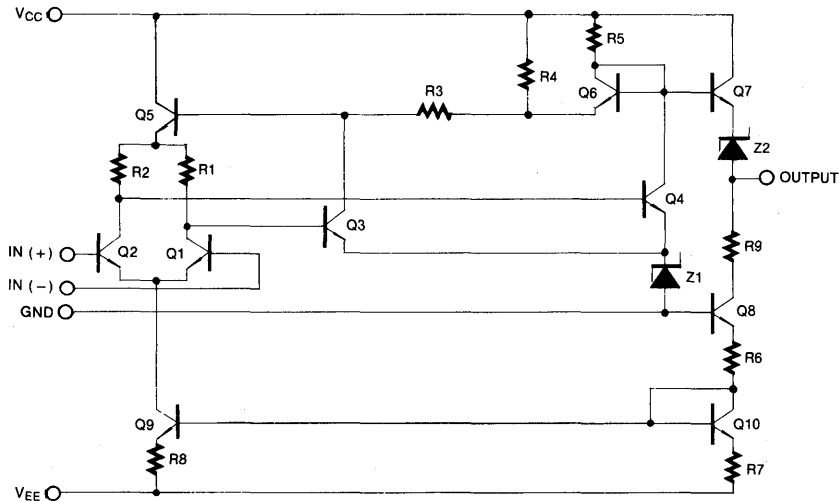 VCC
R5
R4
R3
Q6
Q7
Q5
Z2
R2
R1
OUTPUT
Q4
Q3
IN (+)
Q2
Q1
R9
Z1
IN (−)
GND
Q8
R6
Q9
Q10
R8
R7
VEE